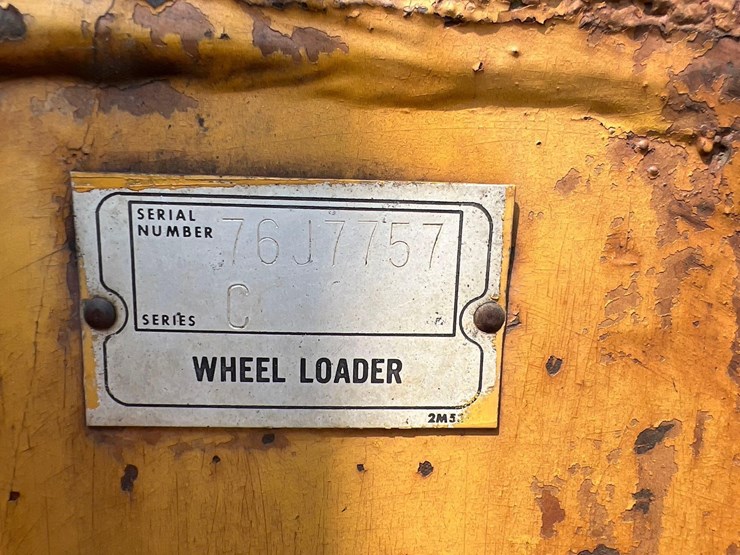 SERIAL
NUMBER 76J7757
SERIES C
WHEEL LOADER